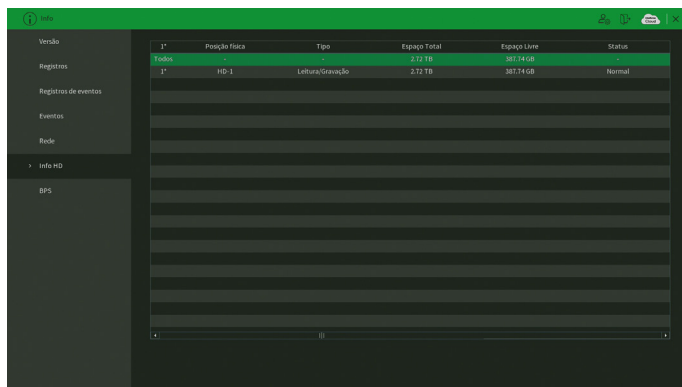 Info
Intelbras Cloud
Versão
Registros
Registros de eventos
Eventos
Rede
Info HD
BPS
1* Posição física Tipo Espaço Total Espaço Livre Status
Todos - - 2.72 TB 387.74 GB -
1* HD-1 Leitura/Gravação 2.72 TB 387.74 GB Normal